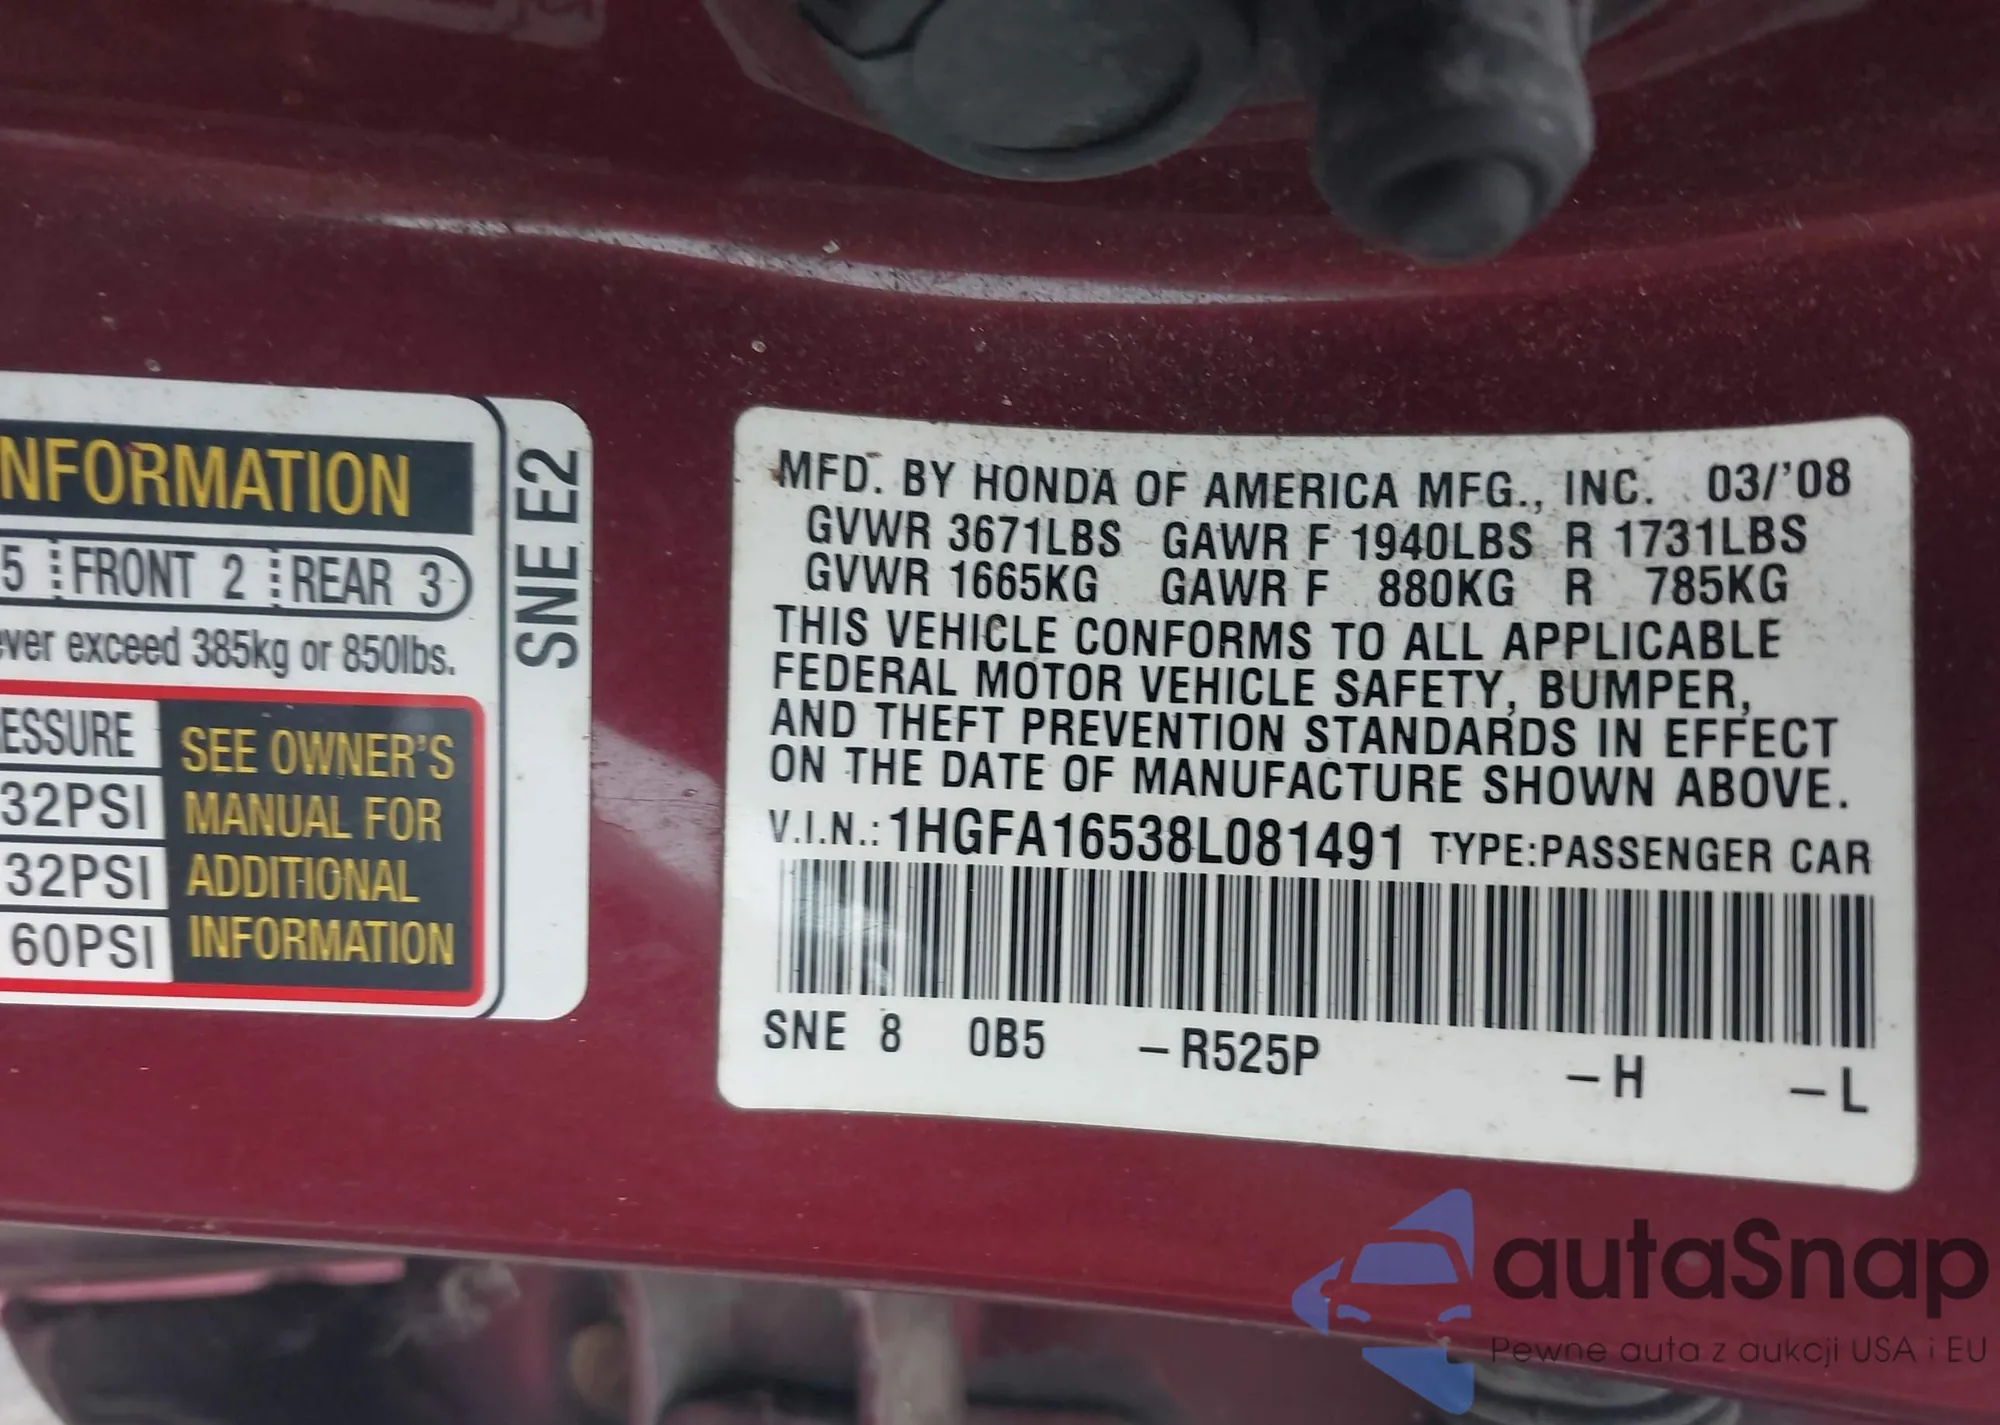 NFORMATION
5 FRONT 2 REAR 3
ever exceed 385kg or 850lbs.
ESSURE
32PSI
32PSI
60PSI
SEE OWNER'S
MANUAL FOR
ADDITIONAL
INFORMATION
SNE E2
MFD. BY HONDA OF AMERICA MFG., INC. 03/'08
GVWR 3671LBS GAWR F 1940LBS R 1731LBS
GVWR 1665KG GAWR F 880KG R 785KG
THIS VEHICLE CONFORMS TO ALL APPLICABLE
FEDERAL MOTOR VEHICLE SAFETY, BUMPER,
AND THEFT PREVENTION STANDARDS IN EFFECT
ON THE DATE OF MANUFACTURE SHOWN ABOVE.
V.I.N.: 1HGFA16538L081491 TYPE:PASSENGER CAR
SNE 8 0B5 –R525P –H –L
autaSnap
Pewne auta z aukcji USA i EU